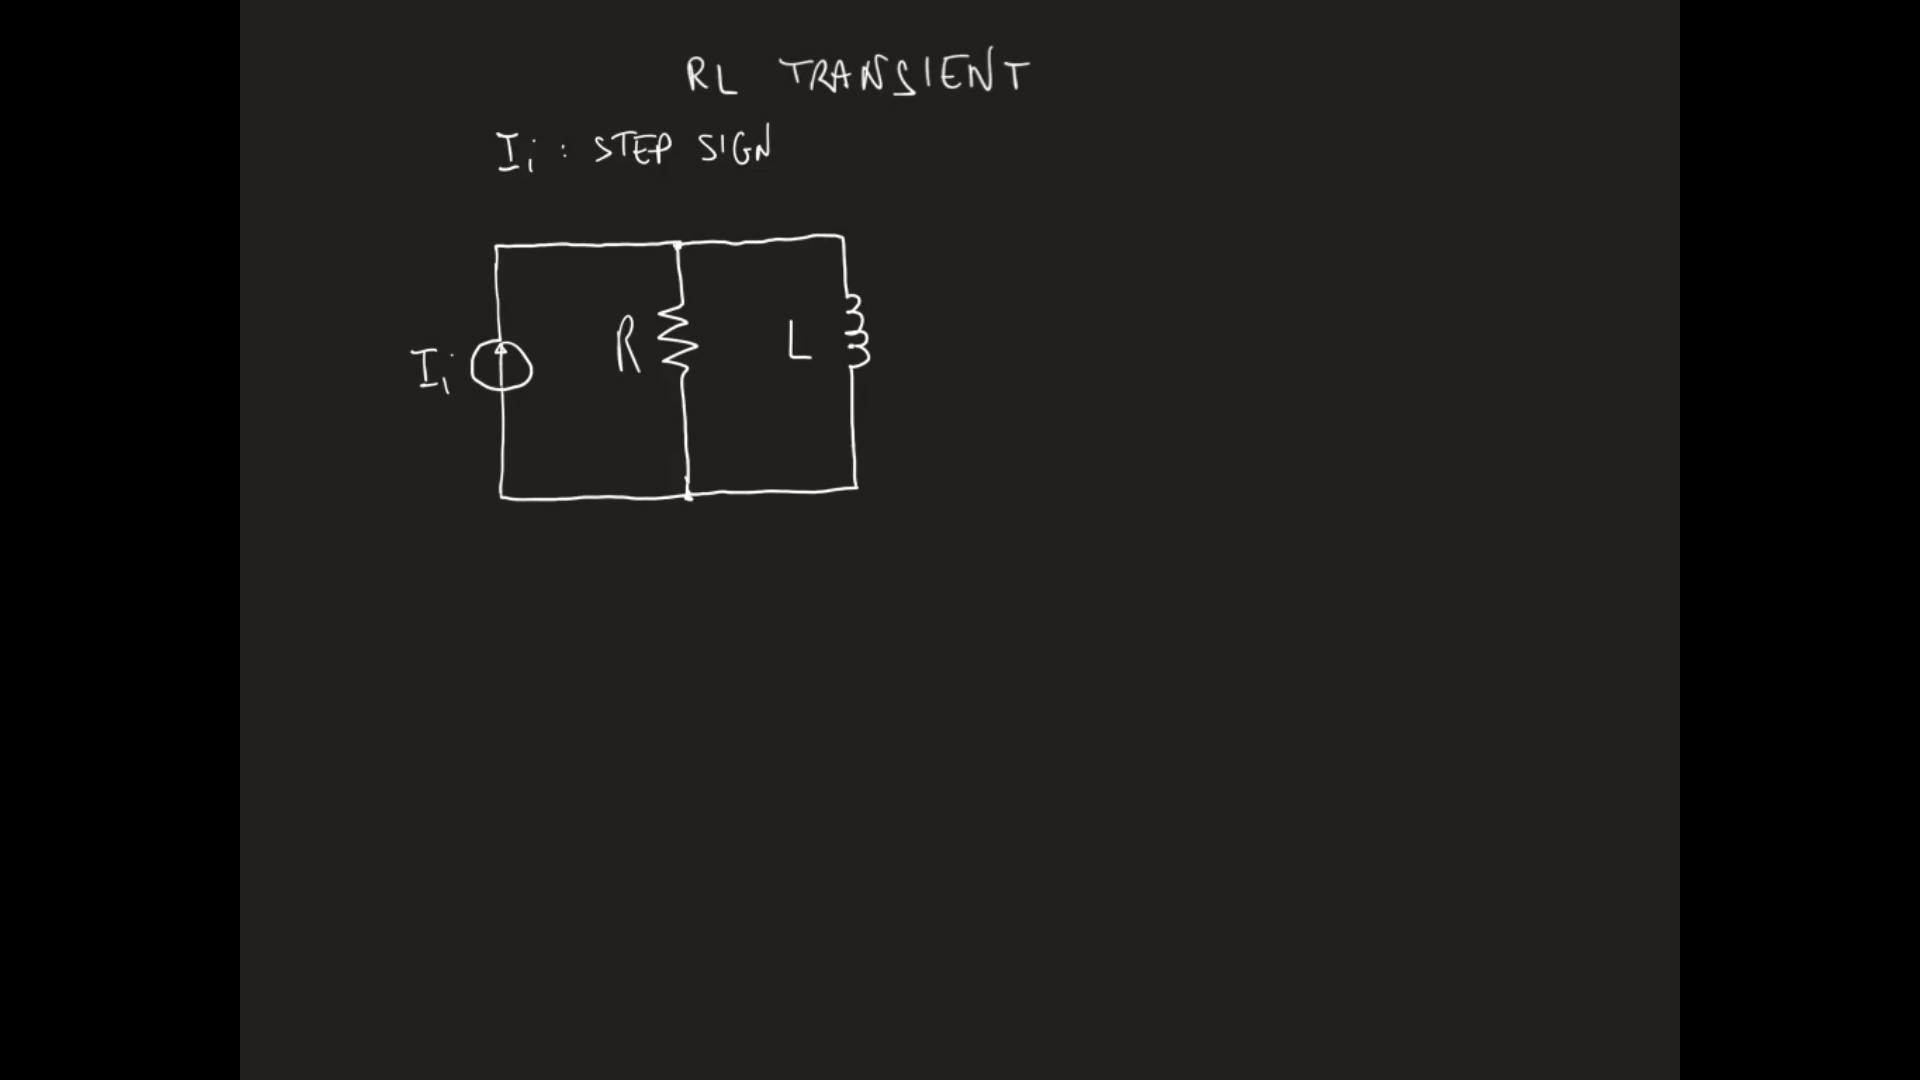 RL TRANSIENT
Ii : STEP SIGN
Ii
R
L